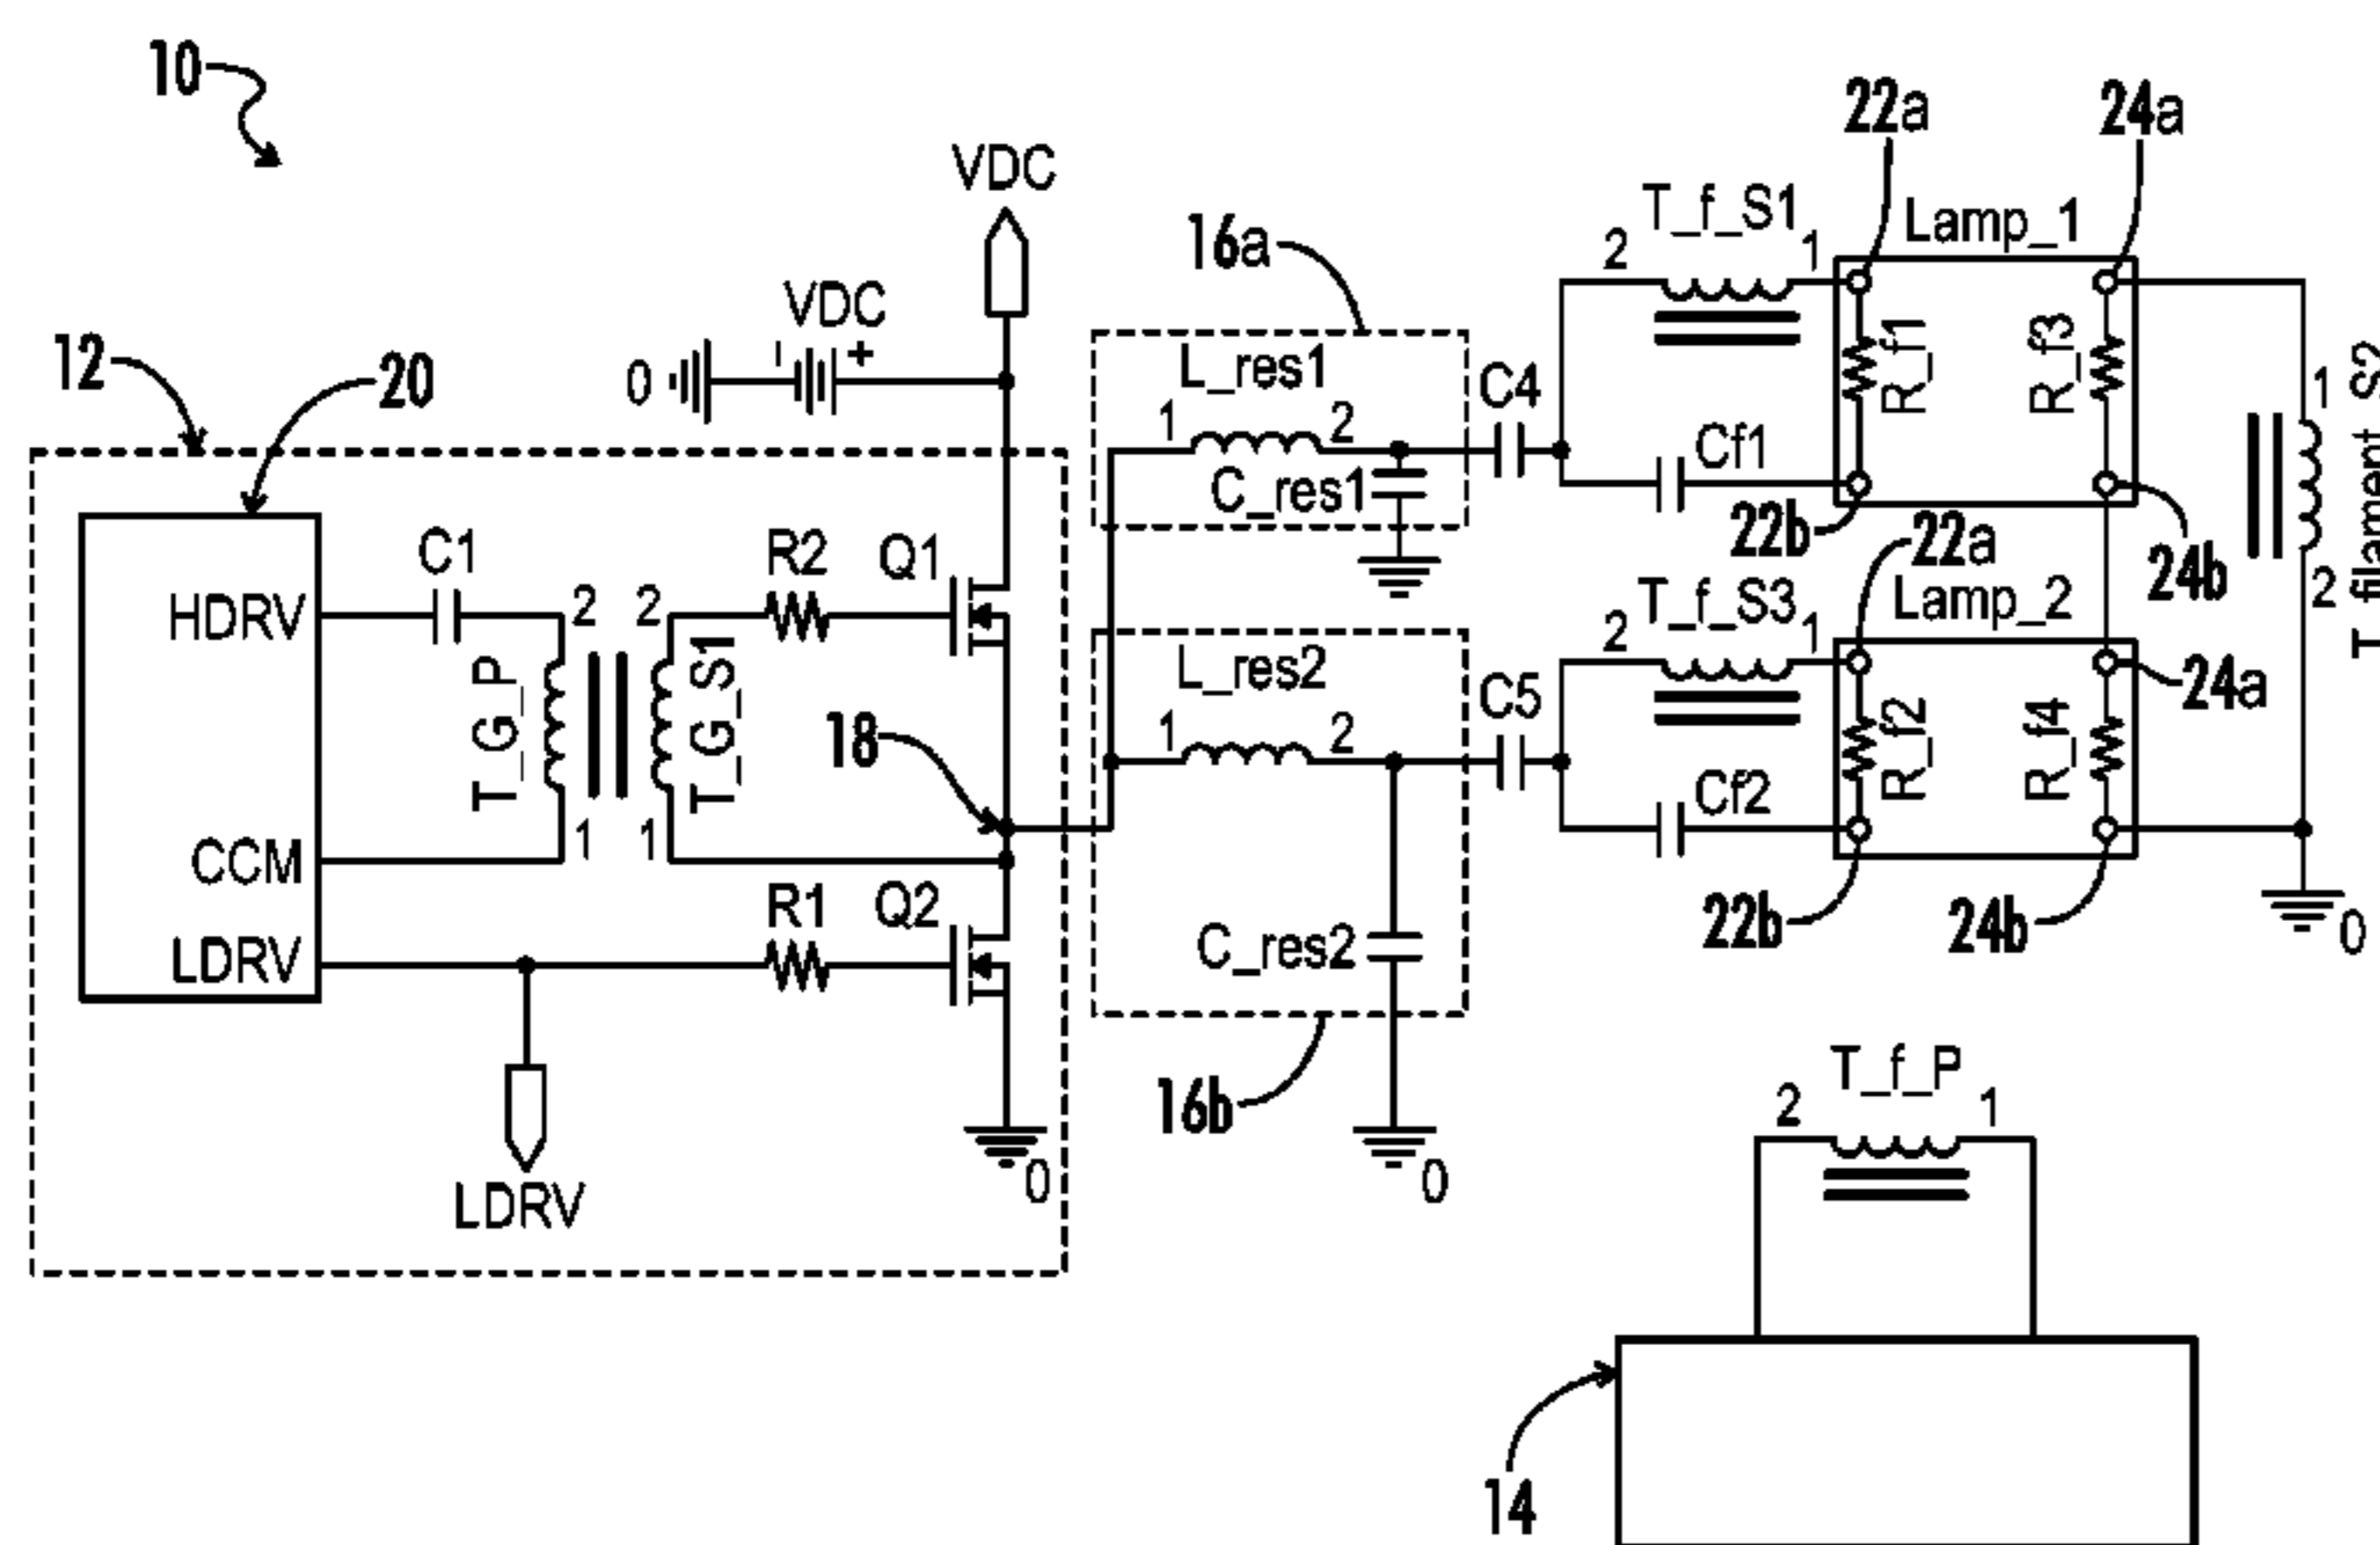 10
22a
24a
VDC
16a
T_f_S1
2
1
Lamp_1
12
20
VDC
0
-
+
L_res1
1
2
C4
R_f1
R_f3
1
T_filament_S2
2
C_res1
Cf1
22b
22a
24b
C1
R2
Q1
HDRV
2
2
T_G_P
T_G_S1
1
1
T_f_S3
2
1
Lamp_2
L_res2
1
2
C5
24a
18
R_f2
R_f4
Cf2
CCM
R1
Q2
LDRV
22b
24b
0
C_res2
LDRV
0
16b
0
T_f_P
2
1
14